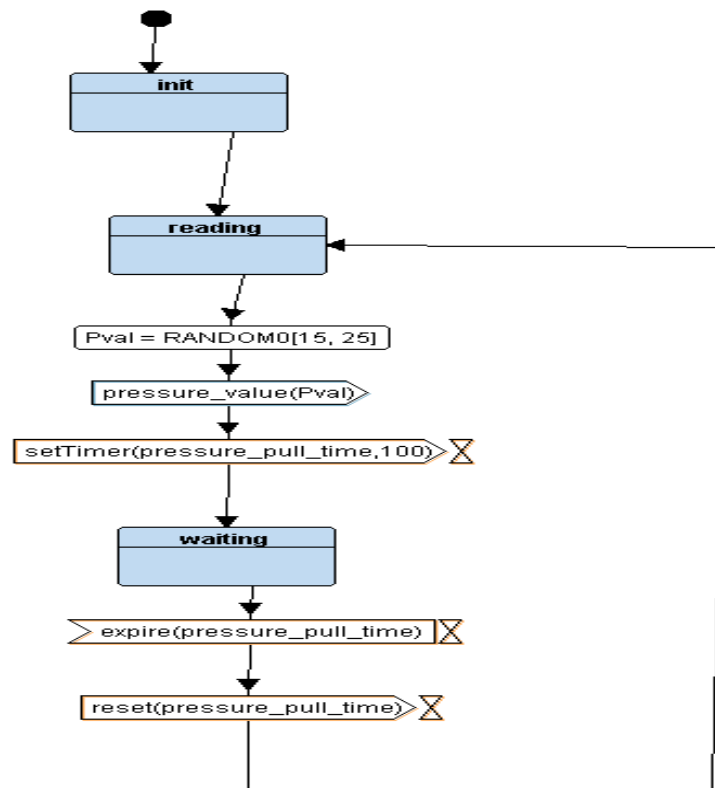 init
reading
Pval = RANDOM0[15, 25]
pressure_value(Pval)
setTimer(pressure_pull_time,100)
waiting
expire(pressure_pull_time)
reset(pressure_pull_time)